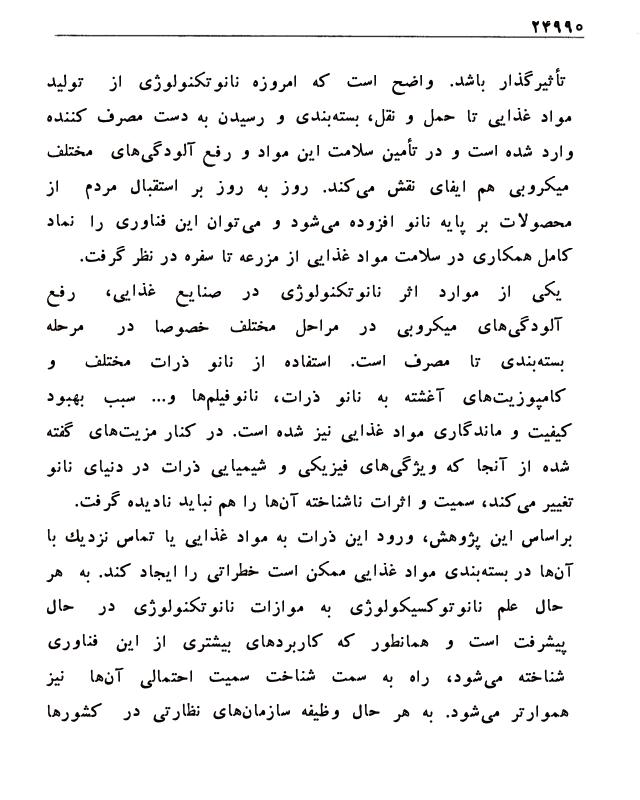 ۲۴۹۹۵
تأثیرگذار باشد. واضح است که امروزه نانوتکنولوژی از تولید
مواد غذایی تا حمل و نقل، بسته‌بندی و رسیدن به دست مصرف کننده
وارد شده است و در تأمین سلامت این مواد و رفع آلودگی‌های مختلف
میکروبی هم ایفای نقش می‌کند. روز به روز بر استقبال مردم از
محصولات بر پایه نانو افزوده می‌شود و می‌توان این فناوری را نماد
کامل همکاری در سلامت مواد غذایی از مزرعه تا سفره در نظر گرفت.
یکی از موارد اثر نانوتکنولوژی در صنایع غذایی، رفع
آلودگی‌های میکروبی در مراحل مختلف خصوصا در مرحله
بسته‌بندی تا مصرف است. استفاده از نانو ذرات مختلف و
کامپوزیت‌های آغشته به نانو ذرات، نانوفیلم‌ها و... سبب بهبود
کیفیت و ماندگاری مواد غذایی نیز شده است. در کنار مزیت‌های گفته
شده از آنجا که ویژگی‌های فیزیکی و شیمیایی ذرات در دنیای نانو
تغییر می‌کند، سمیت و اثرات ناشناخته آن‌ها را هم نباید نادیده گرفت.
براساس این پژوهش، ورود این ذرات به مواد غذایی یا تماس نزدیك با
آن‌ها در بسته‌بندی مواد غذایی ممکن است خطراتی را ایجاد کند. به هر
حال علم نانوتوکسیکولوژی به موازات نانوتکنولوژی در حال
پیشرفت است و همانطور که کاربردهای بیشتری از این فناوری
شناخته می‌شود، راه به سمت شناخت سمیت احتمالی آن‌ها نیز
هموارتر می‌شود. به هر حال وظیفه سازمان‌های نظارتی در کشورها